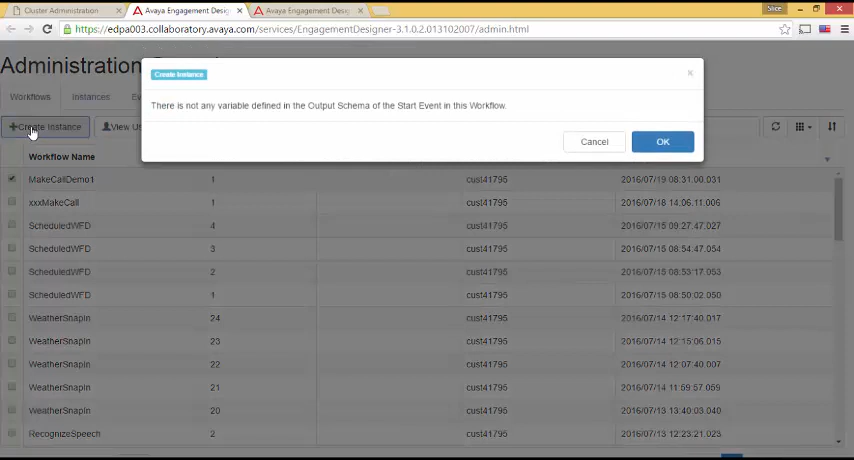 Slice
Cluster Administration × Avaya Engagement Desig × Avaya Engagement Desig ×
https://edpa003.collaboratory.avaya.com/services/EngagementDesigner-3.1.0.2.013102007/admin.html
Administration
Create Instance ×
There is not any variable defined in the Output Schema of the Start Event in this Workflow.
Cancel OK
Workflows Instances Ev
+Create Instance View Us
Workflow Name
MakeCallDemo1 1 cust41795 2016/07/19 08:31:00.031
xxxMakeCall 1 cust41795 2016/07/18 14:06:11.006
ScheduledWFD 4 cust41795 2016/07/15 09:27:47.027
ScheduledWFD 3 cust41795 2016/07/15 08:54:47.054
ScheduledWFD 2 cust41795 2016/07/15 08:53:17.053
ScheduledWFD 1 cust41795 2016/07/15 08:50:02.050
WeatherSnapIn 24 cust41795 2016/07/14 12:17:40.017
WeatherSnapIn 23 cust41795 2016/07/14 12:15:06.015
WeatherSnapIn 22 cust41795 2016/07/14 12:07:40.007
WeatherSnapIn 21 cust41795 2016/07/14 11:59:57.059
WeatherSnapIn 20 cust41795 2016/07/13 13:40:03.040
RecognizeSpeech 2 cust41795 2016/07/13 12:23:21.023